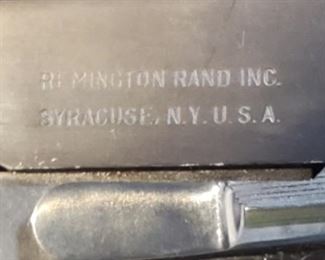 REMINGTON RAND INC.
SYRACUSE, N.Y. U.S.A.